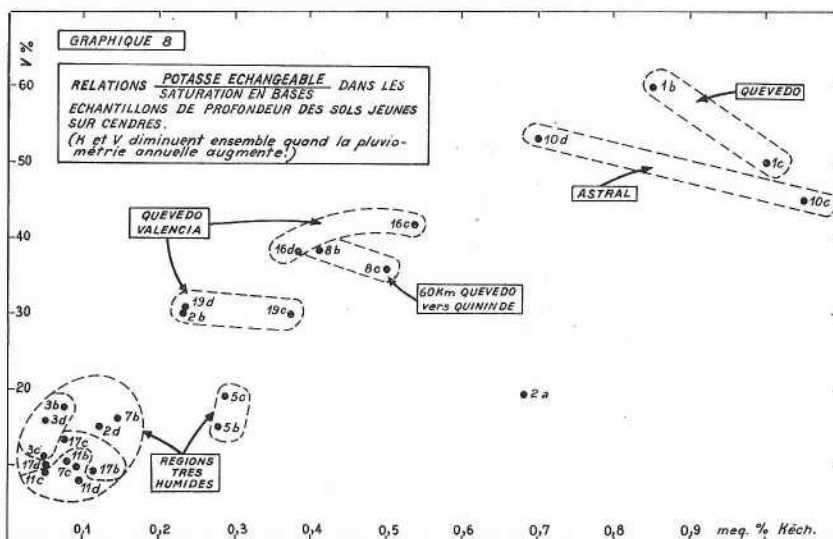 GRAPHIQUE 8
V %
RELATIONS POTASSE ECHANGEABLE DANS LES
SATURATION EN BASES
ECHANTILLONS DE PROFONDEUR DES SOLS JEUNES
SUR CENDRES.
(K et V diminuent ensemble quand la pluvio-
métrie annuelle augmente!)
60
50
40
30
20
10
1b
QUEVEDO
10d
1c
ASTRAL
10c
QUEVEDO
VALENCIA
16c
16d
8b
8c
60Km QUEVEDO
vers QUININDE
19d
2b
19c
5a
5b
2a
3b
3d
7b
2d
17c
3c
17d
11b
11c
7c
17b
11d
REGIONS
TRES
HUMIDES
0,1
0,2
0,3
0,4
0,5
0,6
0,7
0,8
0,9
meq. % Kéch.